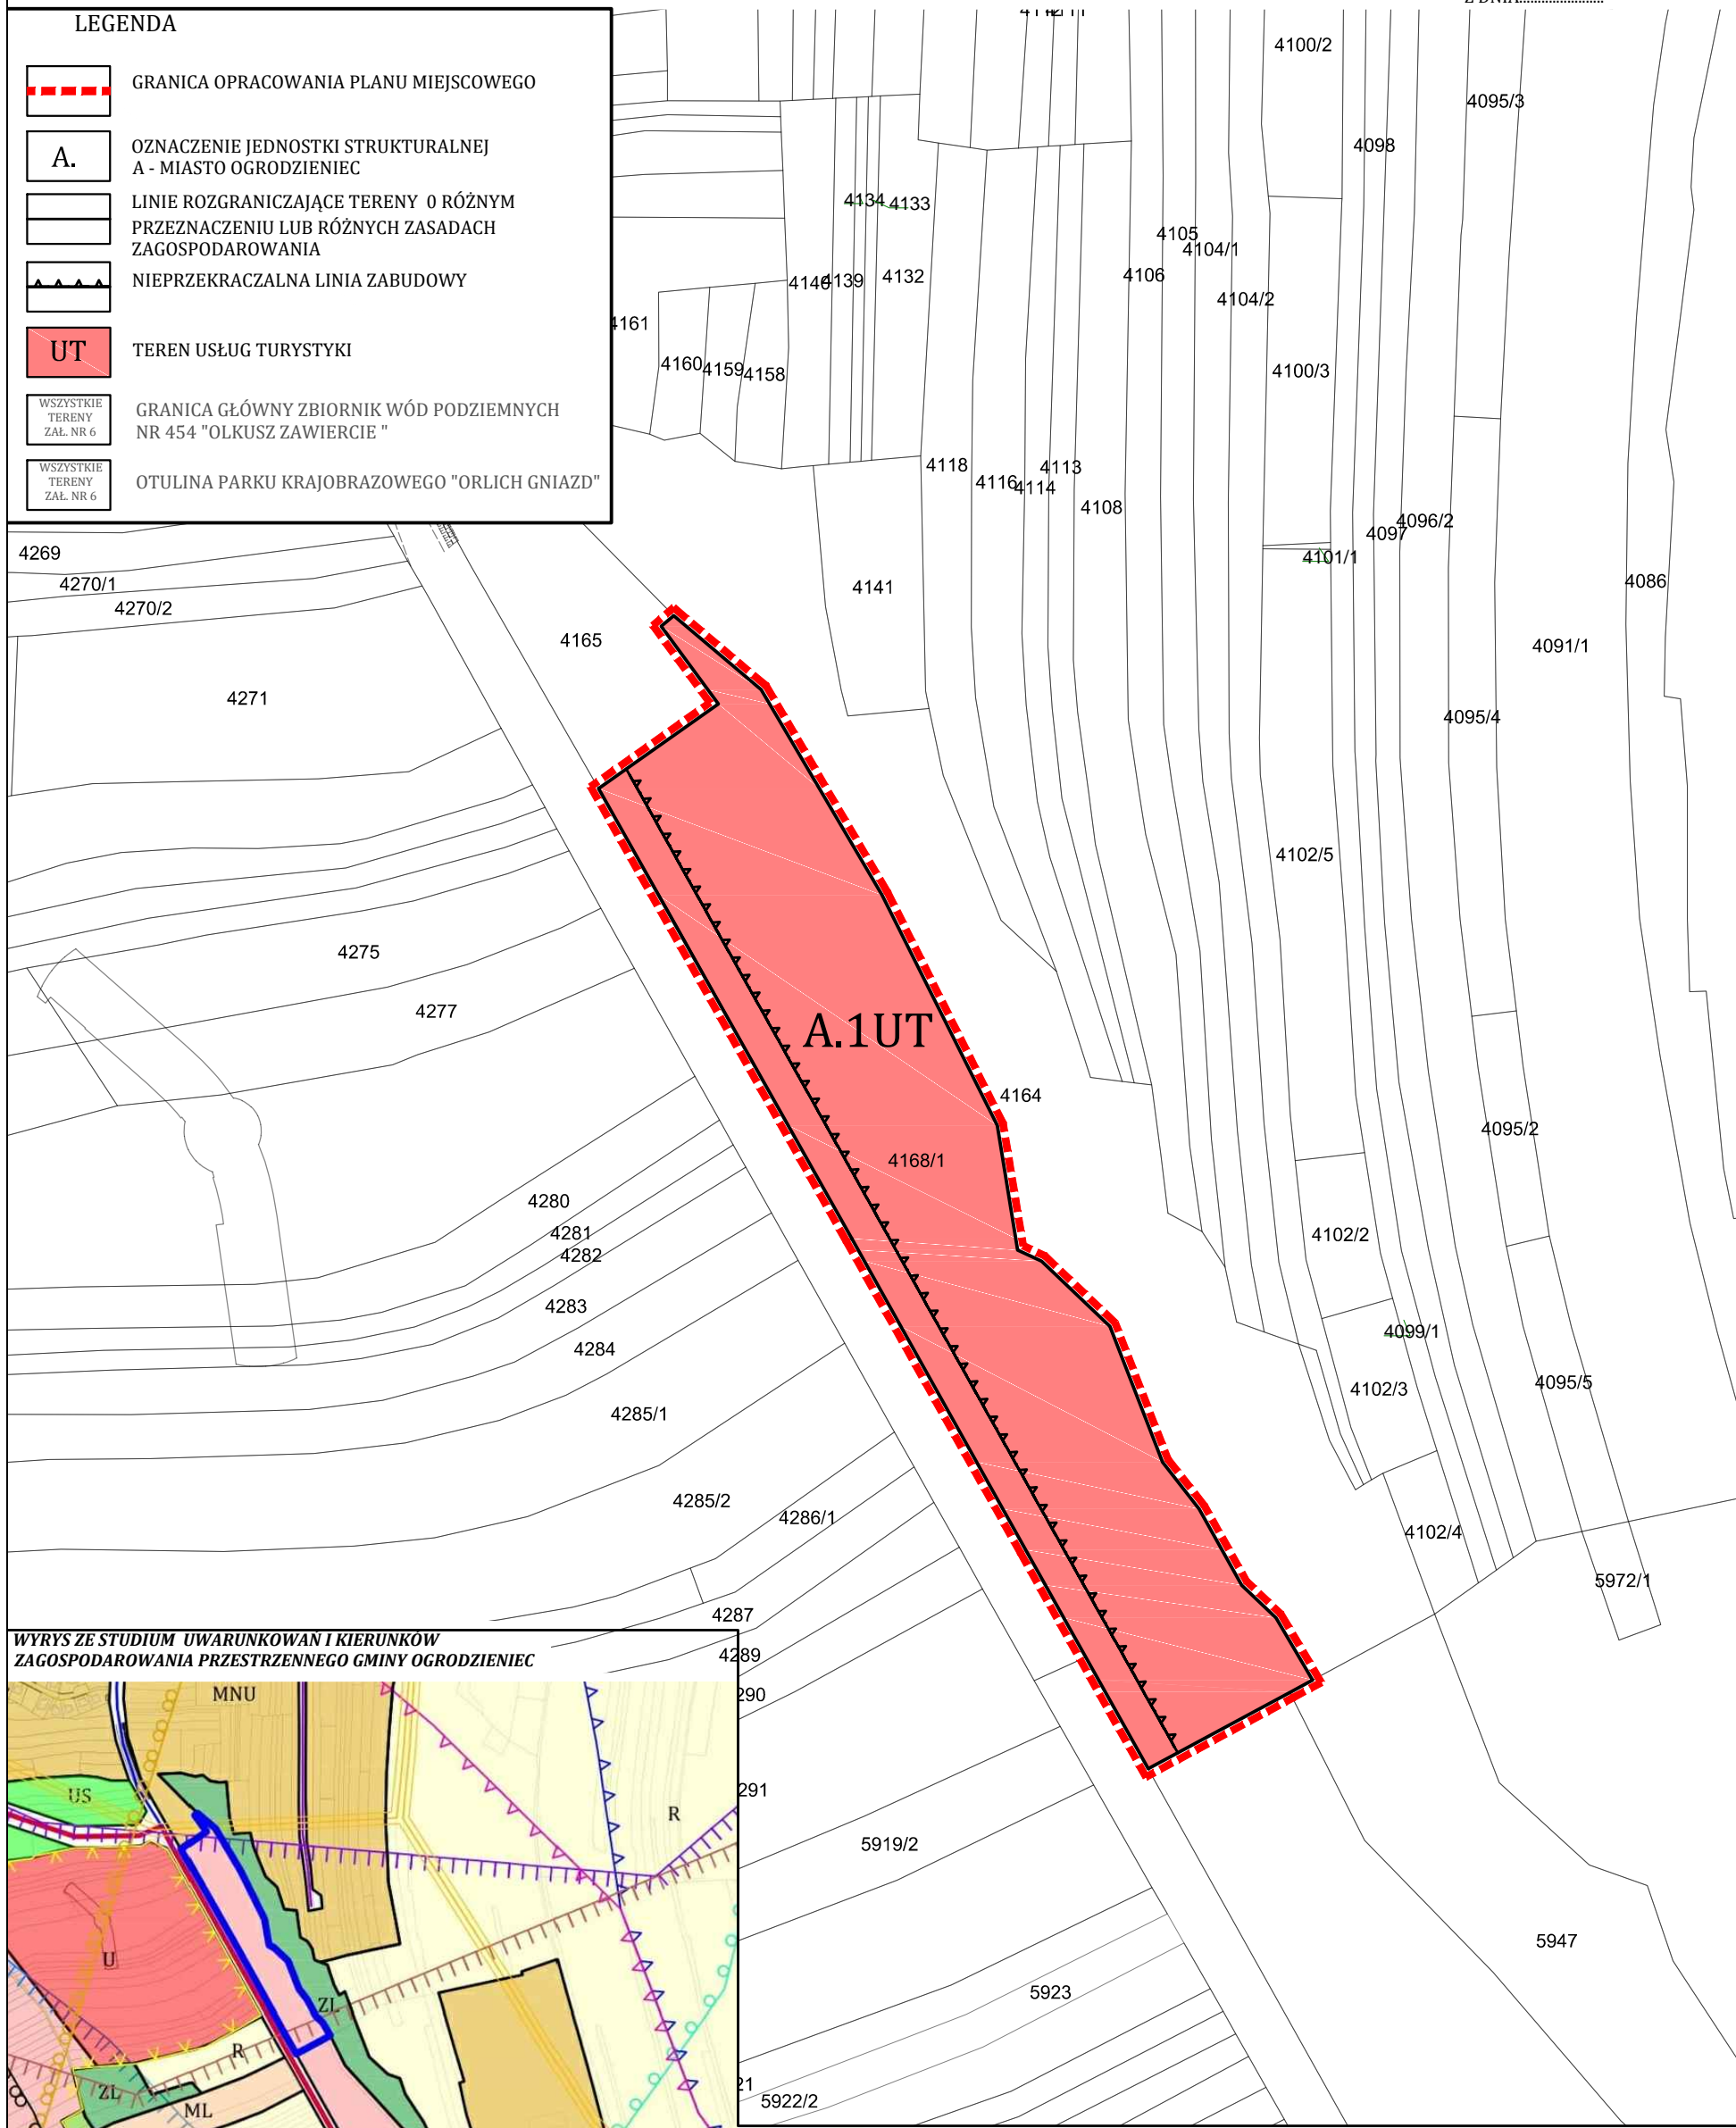 Z DNIA........................
LEGENDA
GRANICA OPRACOWANIA PLANU MIEJSCOWEGO
A.
OZNACZENIE JEDNOSTKI STRUKTURALNEJ
A - MIASTO OGRODZIENIEC
LINIE ROZGRANICZAJĄCE TERENY 0 RÓŻNYM
PRZEZNACZENIU LUB RÓŻNYCH ZASADACH
ZAGOSPODAROWANIA
NIEPRZEKRACZALNA LINIA ZABUDOWY
UT
TEREN USŁUG TURYSTYKI
WSZYSTKIE
TERENY
ZAŁ. NR 6
GRANICA GŁÓWNY ZBIORNIK WÓD PODZIEMNYCH
NR 454 "OLKUSZ ZAWIERCIE "
WSZYSTKIE
TERENY
ZAŁ. NR 6
OTULINA PARKU KRAJOBRAZOWEGO "ORLICH GNIAZD"
4100/2
4095/3
4098
4134 4133
4105
4104/1
4106
4140 4139 4132
4104/2
4161
4160 4159 4158
4100/3
4118
4116 4114 4113
4108
4096/2
4097
4101/1
4086
4269
4270/1
4270/2
4141
4165
4091/1
4271
4095/4
4102/5
4275
4277
A.1UT
4164
4168/1
4095/2
4280
4281
4282
4283
4284
4102/2
4099/1
4102/3
4095/5
4285/1
4285/2
4286/1
4102/4
5972/1
4287
4289
290
291
5919/2
5947
5923
21
5922/2
WYRYS ZE STUDIUM UWARUNKOWAŃ I KIERUNKÓW
ZAGOSPODAROWANIA PRZESTRZENNEGO GMINY OGRODZIENIEC
MNU
US
R
U
ZL
R
ZL
ML